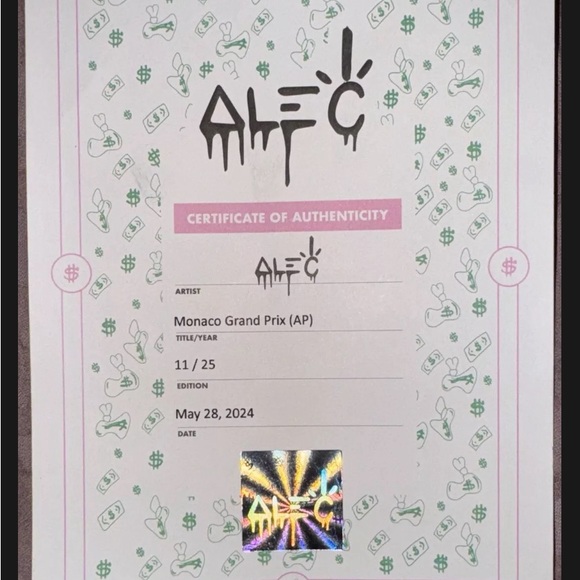 ALEC
CERTIFICATE OF AUTHENTICITY
ALEC
ARTIST
Monaco Grand Prix (AP)
TITLE/YEAR
11 / 25
EDITION
May 28, 2024
DATE
ALEC